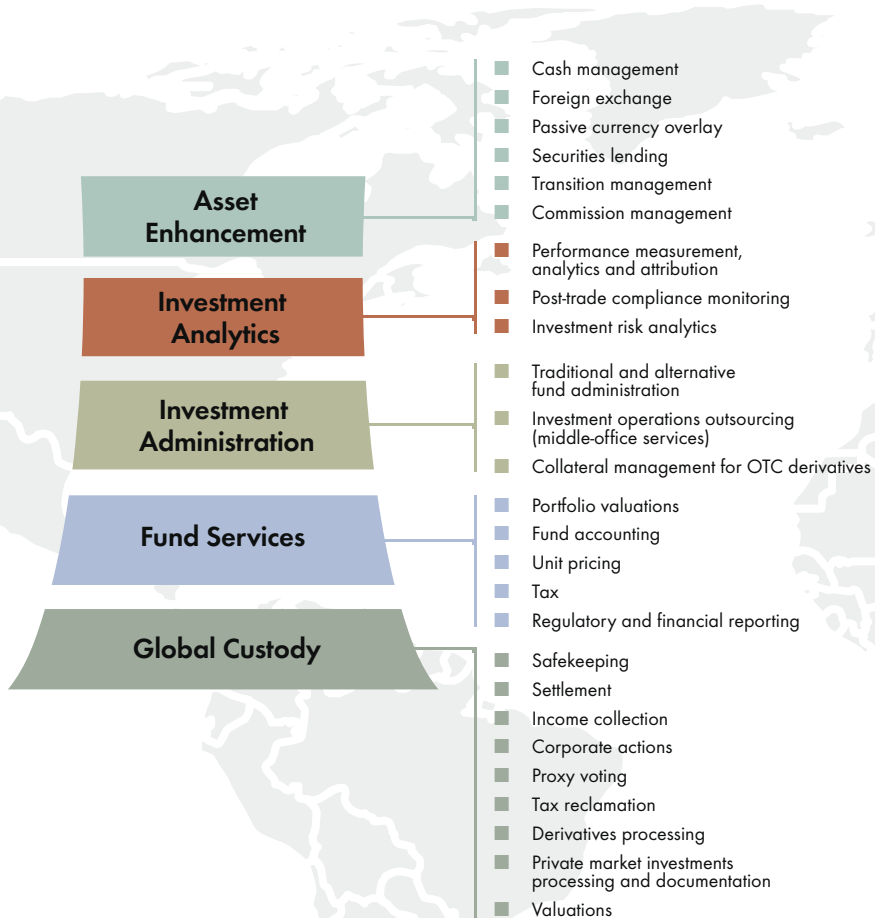 Asset
Enhancement
Cash management
Foreign exchange
Passive currency overlay
Securities lending
Transition management
Commission management
Investment
Analytics
Performance measurement,
analytics and attribution
Post-trade compliance monitoring
Investment risk analytics
Investment
Administration
Traditional and alternative
fund administration
Investment operations outsourcing
(middle-office services)
Collateral management for OTC derivatives
Fund Services
Portfolio valuations
Fund accounting
Unit pricing
Tax
Regulatory and financial reporting
Global Custody
Safekeeping
Settlement
Income collection
Corporate actions
Proxy voting
Tax reclamation
Derivatives processing
Private market investments
processing and documentation
Valuations